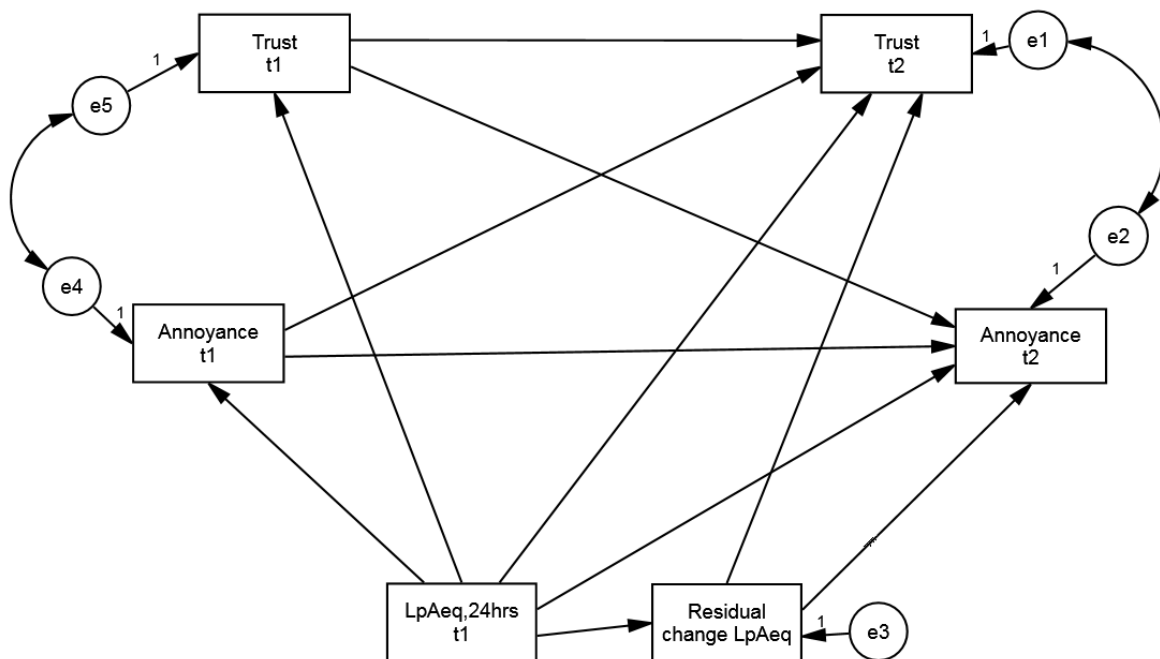 Trust
t1
1
e5
Trust
t2
1
e1
e4
1
Annoyance
t1
e2
1
Annoyance
t2
LpAeq,24hrs
t1
Residual
change LpAeq
1
e3